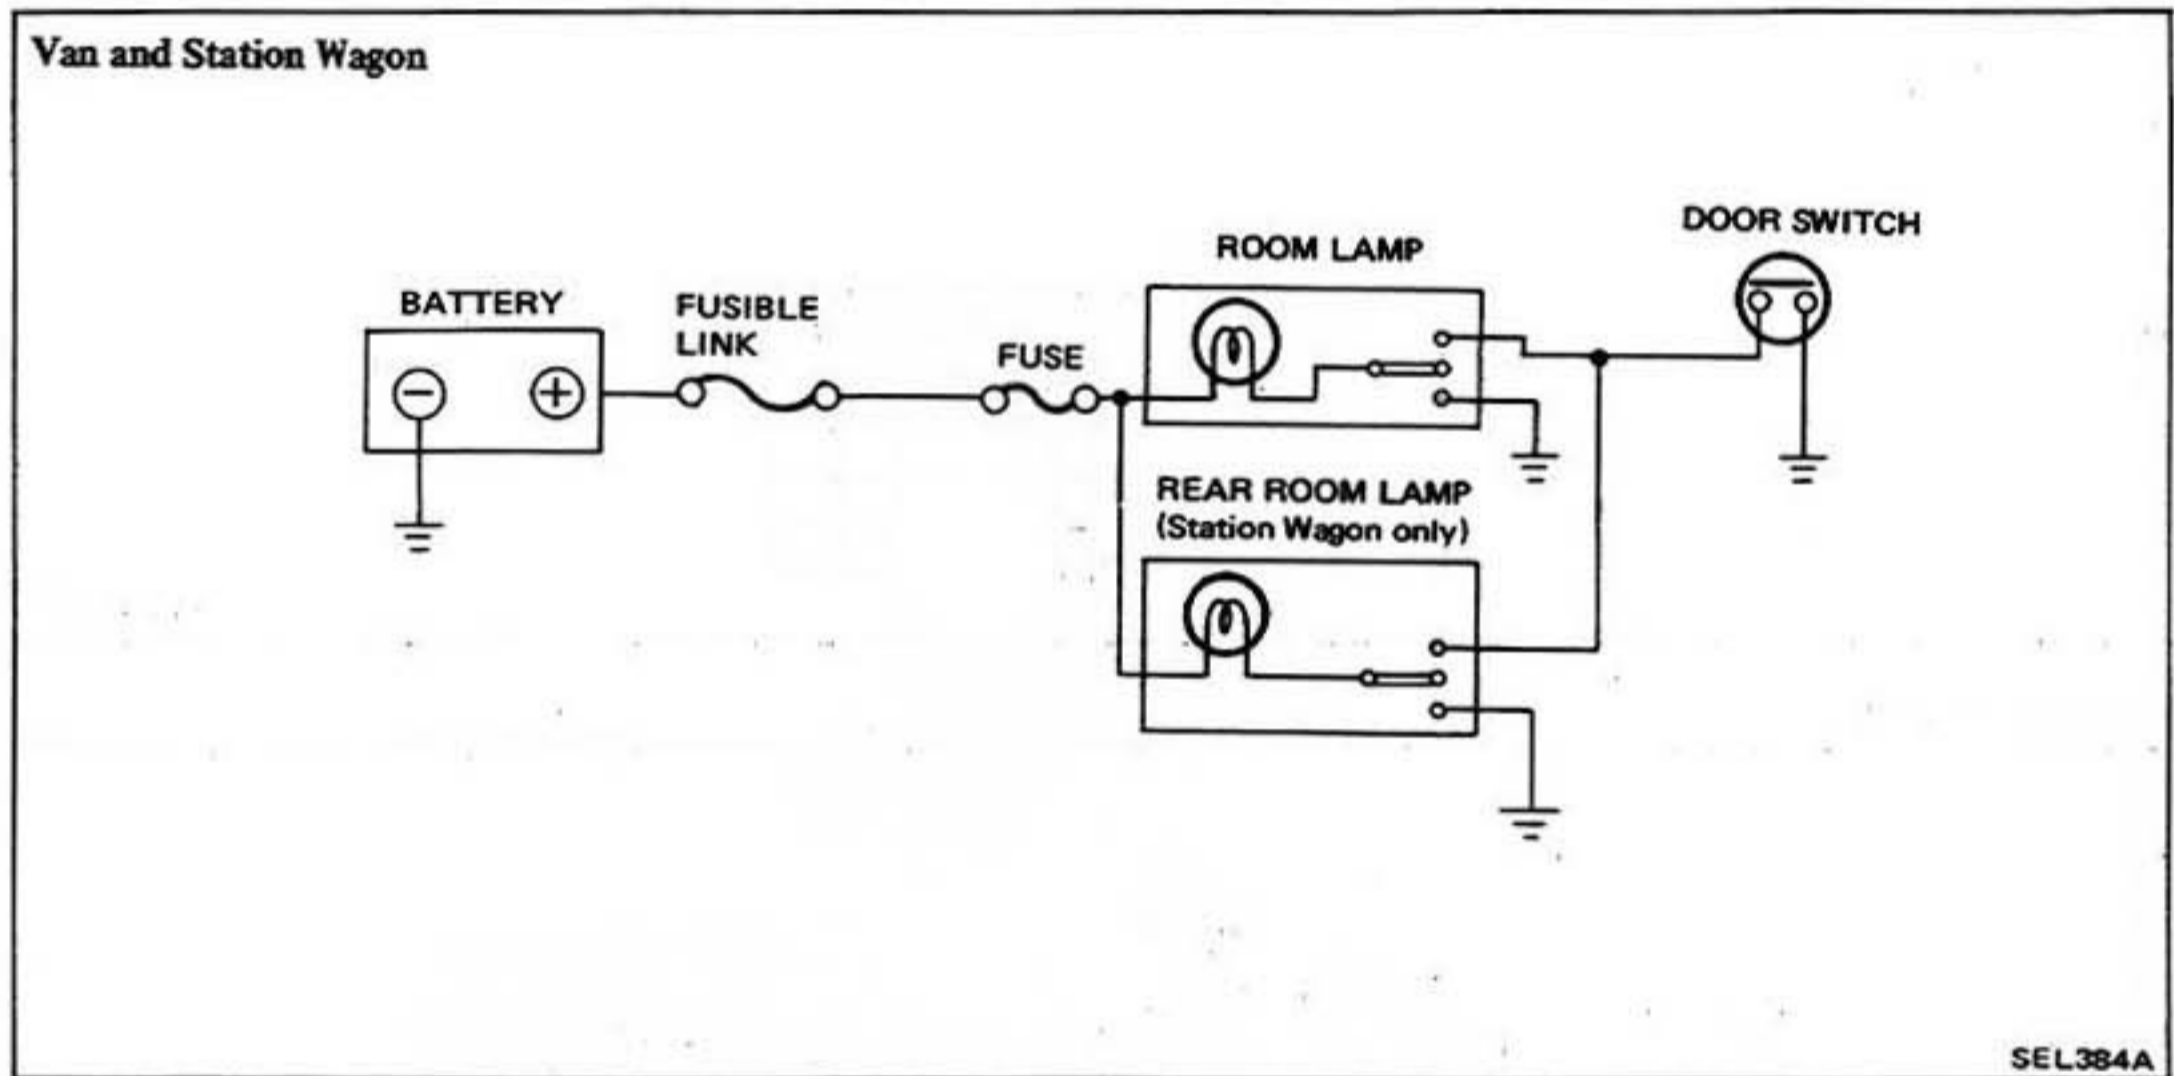 Van and Station Wagon
DOOR SWITCH
ROOM LAMP
BATTERY
FUSIBLE
LINK
FUSE
REAR ROOM LAMP
(Station Wagon only)
SEL384A